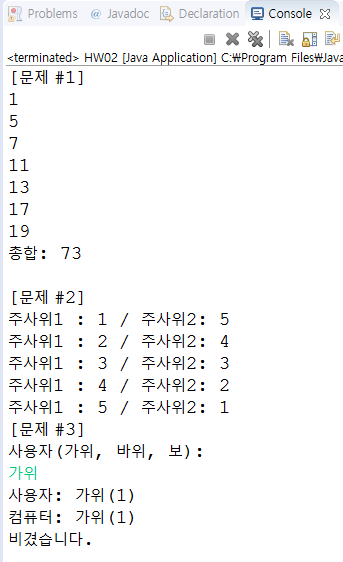 Problems @ Javadoc Declaration Console
<terminated> HW02 [Java Application] C:₩Program Files₩Java
[문제 #1]
1
5
7
11
13
17
19
총합: 73
[문제 #2]
주사위1 : 1 / 주사위2: 5
주사위1 : 2 / 주사위2: 4
주사위1 : 3 / 주사위2: 3
주사위1 : 4 / 주사위2: 2
주사위1 : 5 / 주사위2: 1
[문제 #3]
사용자(가위, 바위, 보):
가위
사용자: 가위(1)
컴퓨터: 가위(1)
비겼습니다.